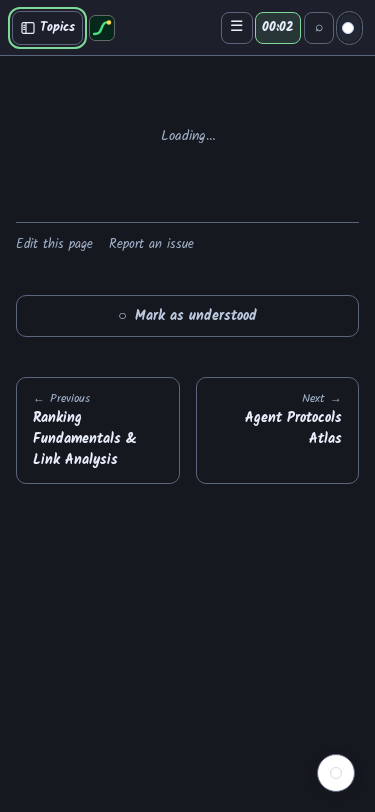 Topics
00:02
Loading...
Edit this page Report an issue
Mark as understood
← Previous
Ranking
Fundamentals &
Link Analysis
Next →
Agent Protocols
Atlas